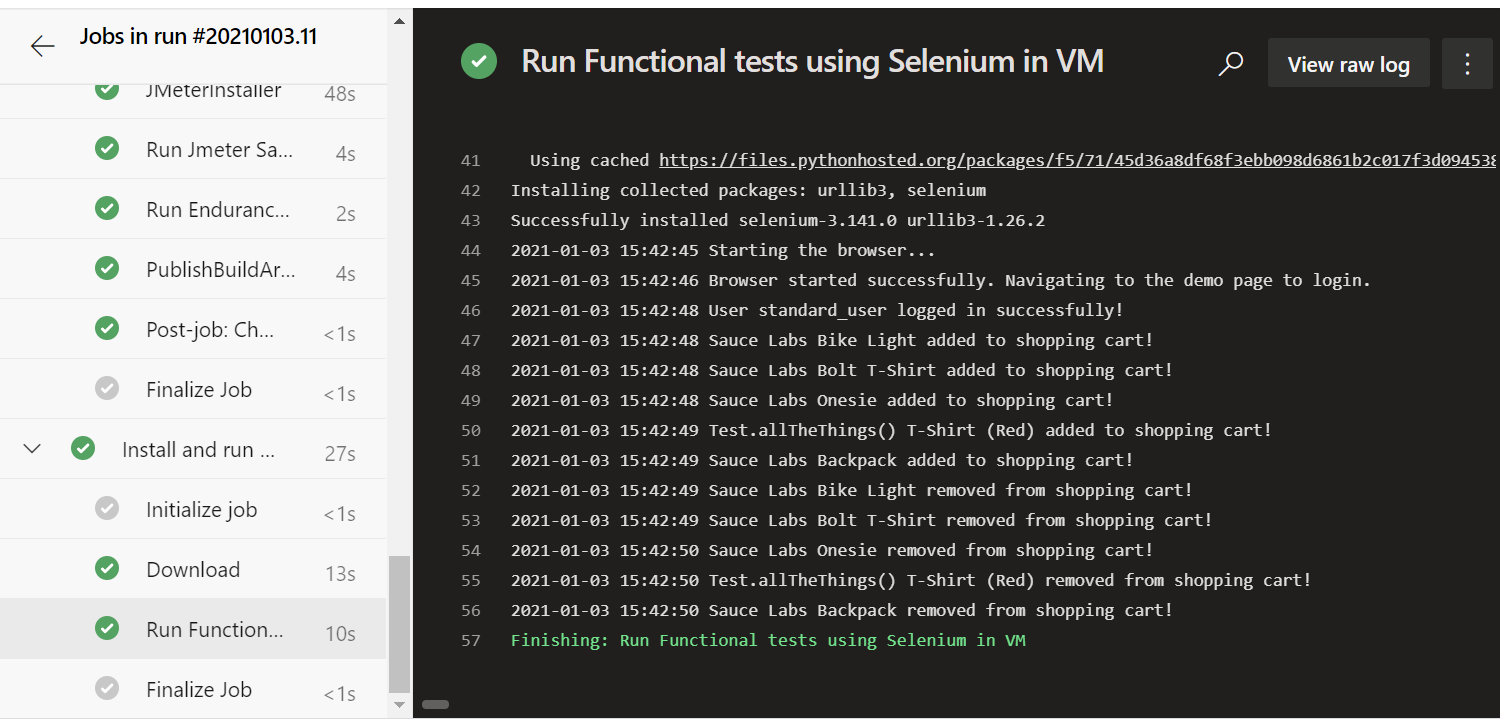 Jobs in run #20210103.11
JMeterInstaller 48s
Run Jmeter Sa... 4s
Run Enduranc... 2s
PublishBuildAr... 4s
Post-job: Ch... <1s
Finalize Job <1s
Install and run ... 27s
Initialize job <1s
Download 13s
Run Function... 10s
Finalize Job <1s
Run Functional tests using Selenium in VM
View raw log
41 Using cached https://files.pythonhosted.org/packages/f5/71/45d36a8df68f3ebb098d6861b2c017f3d094538
42 Installing collected packages: urllib3, selenium
43 Successfully installed selenium-3.141.0 urllib3-1.26.2
44 2021-01-03 15:42:45 Starting the browser...
45 2021-01-03 15:42:46 Browser started successfully. Navigating to the demo page to login.
46 2021-01-03 15:42:48 User standard_user logged in successfully!
47 2021-01-03 15:42:48 Sauce Labs Bike Light added to shopping cart!
48 2021-01-03 15:42:48 Sauce Labs Bolt T-Shirt added to shopping cart!
49 2021-01-03 15:42:48 Sauce Labs Onesie added to shopping cart!
50 2021-01-03 15:42:49 Test.allTheThings() T-Shirt (Red) added to shopping cart!
51 2021-01-03 15:42:49 Sauce Labs Backpack added to shopping cart!
52 2021-01-03 15:42:49 Sauce Labs Bike Light removed from shopping cart!
53 2021-01-03 15:42:49 Sauce Labs Bolt T-Shirt removed from shopping cart!
54 2021-01-03 15:42:50 Sauce Labs Onesie removed from shopping cart!
55 2021-01-03 15:42:50 Test.allTheThings() T-Shirt (Red) removed from shopping cart!
56 2021-01-03 15:42:50 Sauce Labs Backpack removed from shopping cart!
57 Finishing: Run Functional tests using Selenium in VM